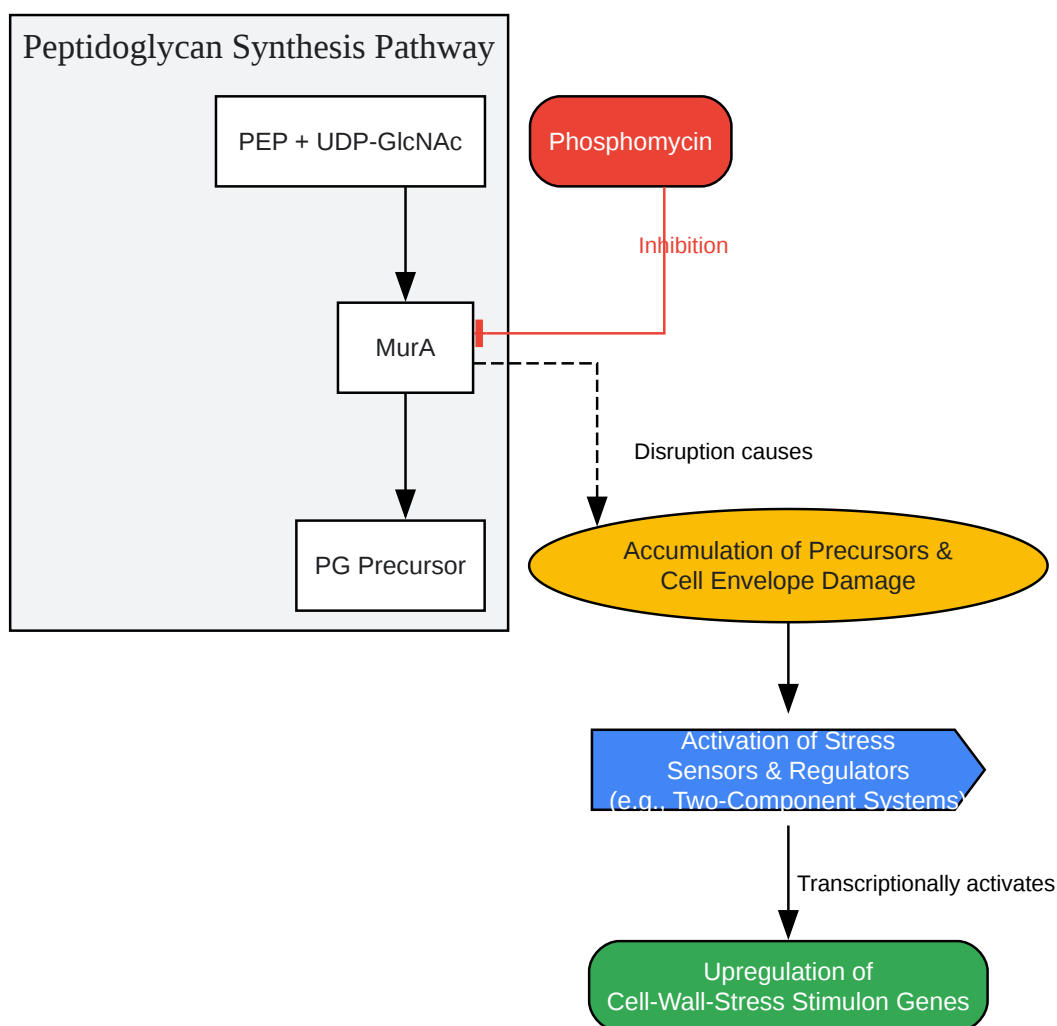 Peptidoglycan Synthesis Pathway
PEP + UDP-GlcNAc
Phosphomycin
Inhibition
MurA
Disruption causes
PG Precursor
Accumulation of Precursors &
Cell Envelope Damage
Activation of Stress
Sensors & Regulators
(e.g., Two-Component Systems)
Transcriptionally activates
Upregulation of
Cell-Wall-Stress Stimulon Genes